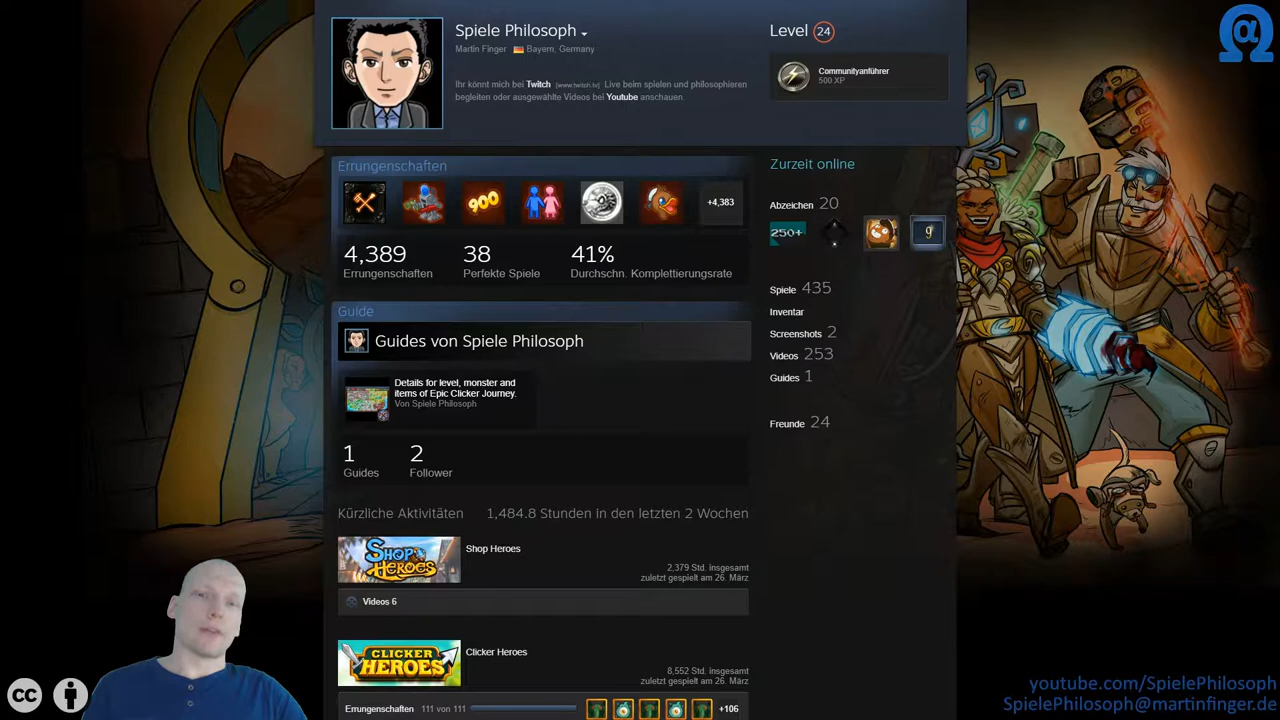 Spiele Philosoph
Martin Finger Bayern, Germany
Ihr könnt mich bei Twitch [www.twitch.tv] Live beim spielen und philosophieren
begleiten oder ausgewählte Videos bei Youtube anschauen.
Level 24
Communityanführer
500 XP
@
Errungenschaften
900
+4,383
4,389
Errungenschaften
38
Perfekte Spiele
41%
Durchschn. Komplettierungsrate
Guide
Guides von Spiele Philosoph
Details for level, monster and
items of Epic Clicker Journey.
Von Spiele Philosoph
1
Guides
2
Follower
Kürzliche Aktivitäten 1,484.8 Stunden in den letzten 2 Wochen
SHOP HEROES
Shop Heroes
2,379 Std. insgesamt
zuletzt gespielt am 26. März
Videos 6
CLICKER HEROES
Clicker Heroes
8,552 Std. insgesamt
zuletzt gespielt am 26. März
Errungenschaften 111 von 111 +106
Zurzeit online
Abzeichen 20
250+
9
Spiele 435
Inventar
Screenshots 2
Videos 253
Guides 1
Freunde 24
cc
youtube.com/SpielePhilosoph
SpielePhilosoph@martinfinger.de